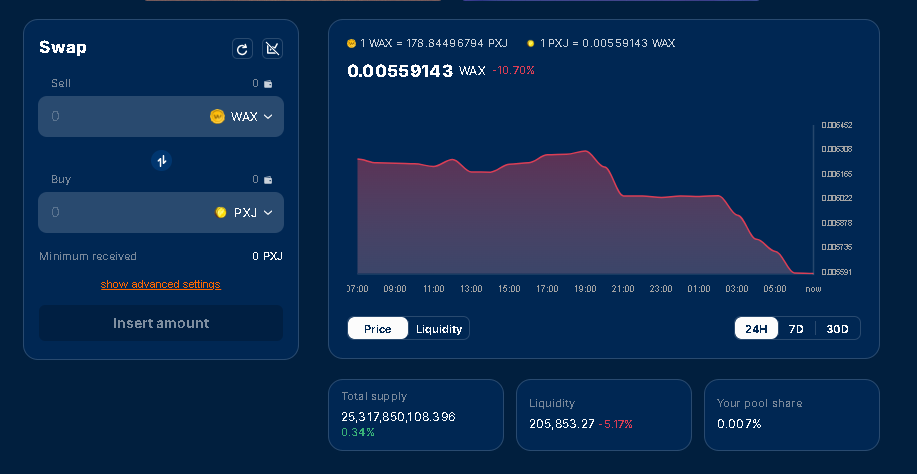 Swap
Sell 0
0 WAX
Buy 0
0 PXJ
Minimum received 0 PXJ
show advanced settings
Insert amount
1 WAX = 178.84496794 PXJ 1 PXJ = 0.00559143 WAX
0.00559143 WAX -10.70%
0.006452
0.006308
0.006165
0.006022
0.005878
0.005735
0.005591
07:00 09:00 11:00 13:00 15:00 17:00 19:00 21:00 23:00 01:00 03:00 05:00 now
Price Liquidity 24H 7D 30D
Total supply
25,317,850,108.396
0.34%
Liquidity
205,853.27 -5.17%
Your pool share
0.007%